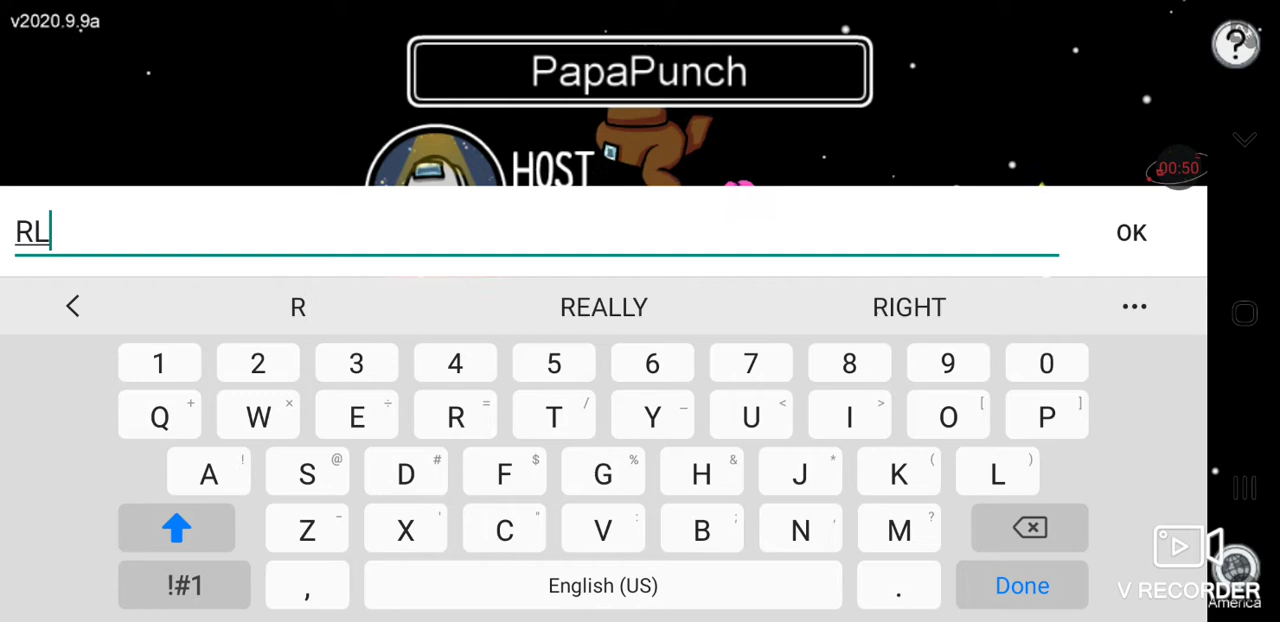 v2020.9.9a
PapaPunch
?
HOST
00:50
RL
OK
R REALLY RIGHT
1 2 3 4 5 6 7 8 9 0
Q + W × E ÷ R = T / Y _ U < I > O [ P ]
A ! S @ D # F $ G % H & J * K ( L )
Z - X ' C " V : B ; N , M ?
!#1 , English (US) . Done
V RECORDER
America